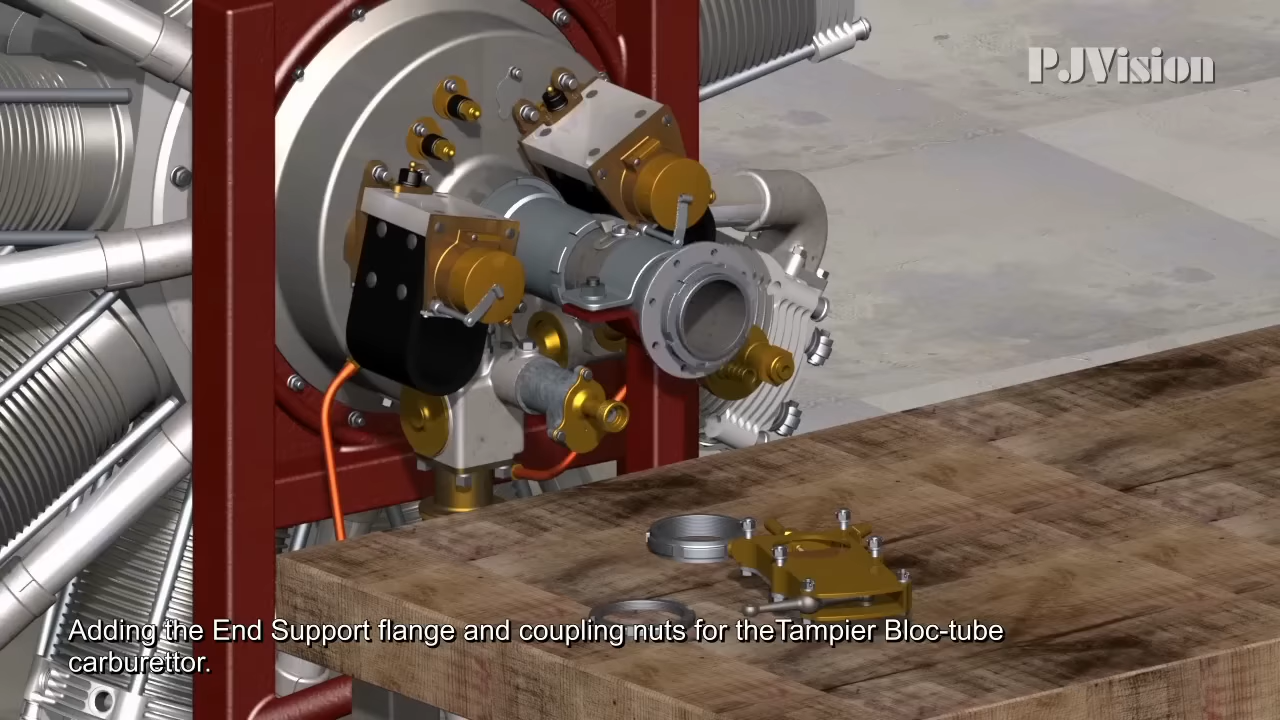 PJVision
Adding the End Support flange and coupling nuts for theTampier Bloc-tube
carburettor.